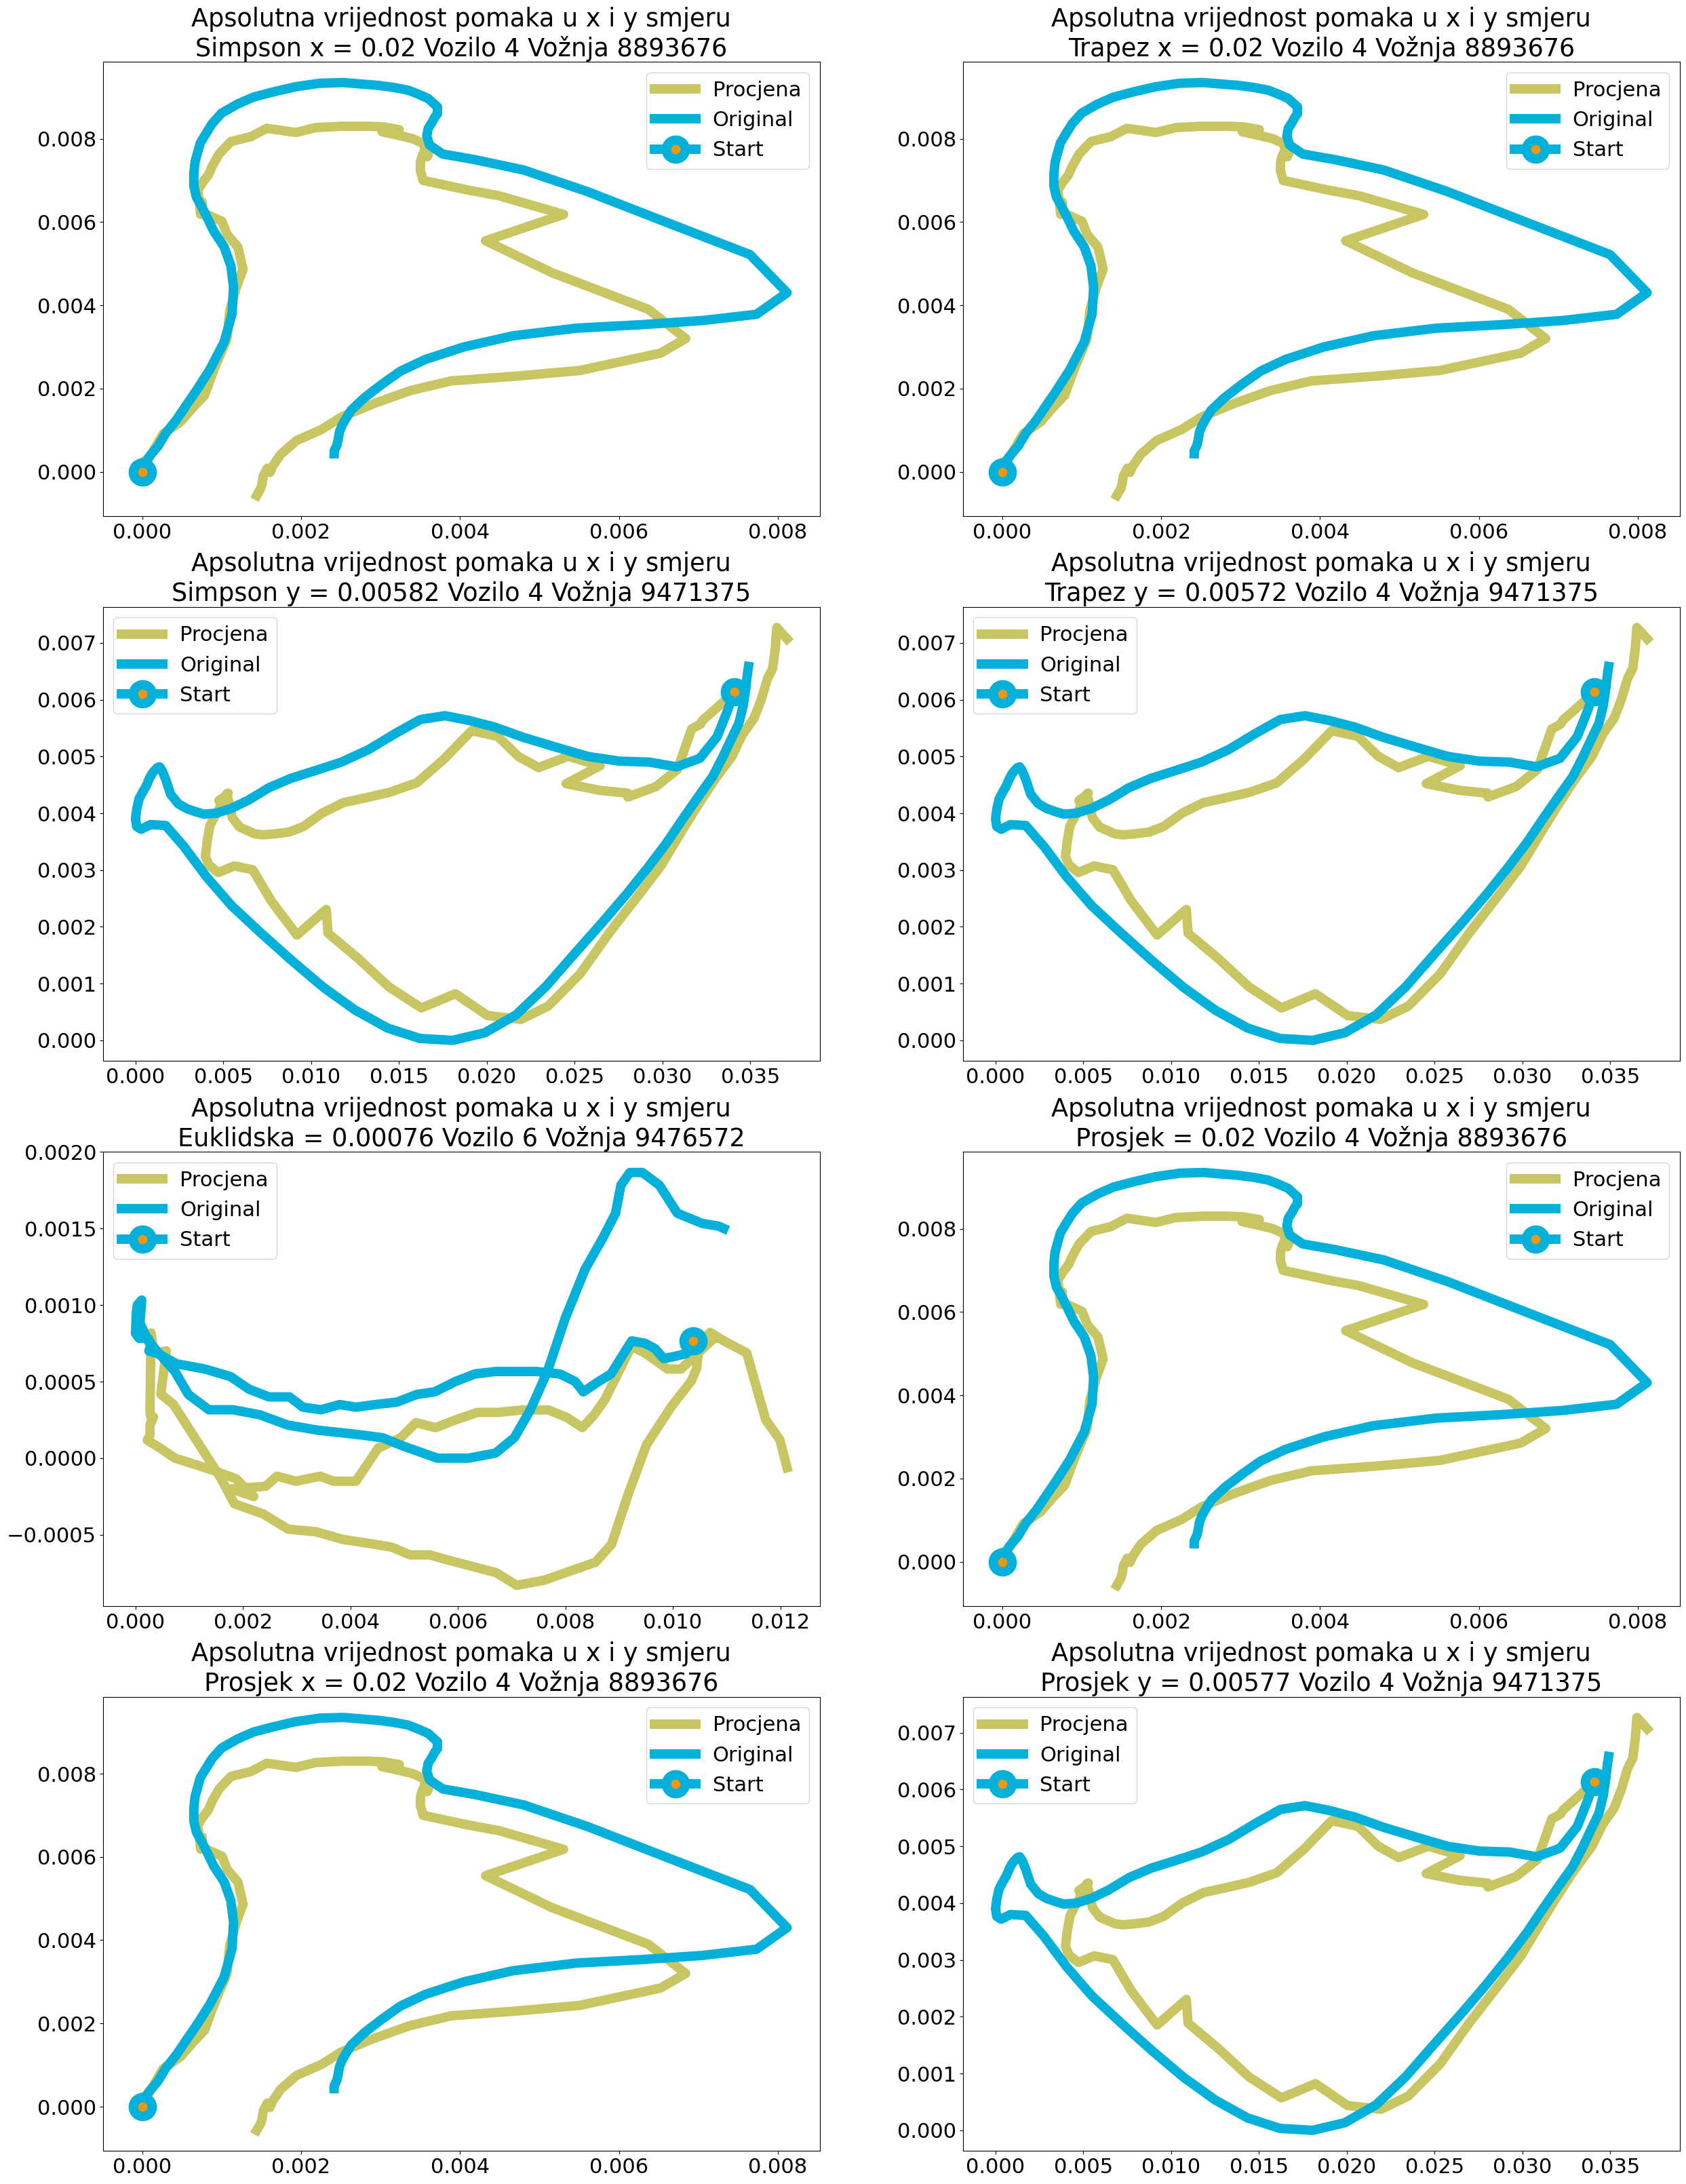 Apsolutna vrijednost pomaka u x i y smjeru
Simpson x = 0.02 Vozilo 4 Vožnja 8893676
Procjena
Original
Start
0.008
0.006
0.004
0.002
0.000
0.000 0.002 0.004 0.006 0.008
Apsolutna vrijednost pomaka u x i y smjeru
Trapez x = 0.02 Vozilo 4 Vožnja 8893676
Procjena
Original
Start
0.008
0.006
0.004
0.002
0.000
0.000 0.002 0.004 0.006 0.008
Apsolutna vrijednost pomaka u x i y smjeru
Simpson y = 0.00582 Vozilo 4 Vožnja 9471375
Procjena
Original
Start
0.007
0.006
0.005
0.004
0.003
0.002
0.001
0.000
0.000 0.005 0.010 0.015 0.020 0.025 0.030 0.035
Apsolutna vrijednost pomaka u x i y smjeru
Trapez y = 0.00572 Vozilo 4 Vožnja 9471375
Procjena
Original
Start
0.007
0.006
0.005
0.004
0.003
0.002
0.001
0.000
0.000 0.005 0.010 0.015 0.020 0.025 0.030 0.035
Apsolutna vrijednost pomaka u x i y smjeru
Euklidska = 0.00076 Vozilo 6 Vožnja 9476572
Procjena
Original
Start
0.0020
0.0015
0.0010
0.0005
0.0000
−0.0005
0.000 0.002 0.004 0.006 0.008 0.010 0.012
Apsolutna vrijednost pomaka u x i y smjeru
Prosjek = 0.02 Vozilo 4 Vožnja 8893676
Procjena
Original
Start
0.008
0.006
0.004
0.002
0.000
0.000 0.002 0.004 0.006 0.008
Apsolutna vrijednost pomaka u x i y smjeru
Prosjek x = 0.02 Vozilo 4 Vožnja 8893676
Procjena
Original
Start
0.008
0.006
0.004
0.002
0.000
0.000 0.002 0.004 0.006 0.008
Apsolutna vrijednost pomaka u x i y smjeru
Prosjek y = 0.00577 Vozilo 4 Vožnja 9471375
Procjena
Original
Start
0.007
0.006
0.005
0.004
0.003
0.002
0.001
0.000
0.000 0.005 0.010 0.015 0.020 0.025 0.030 0.035